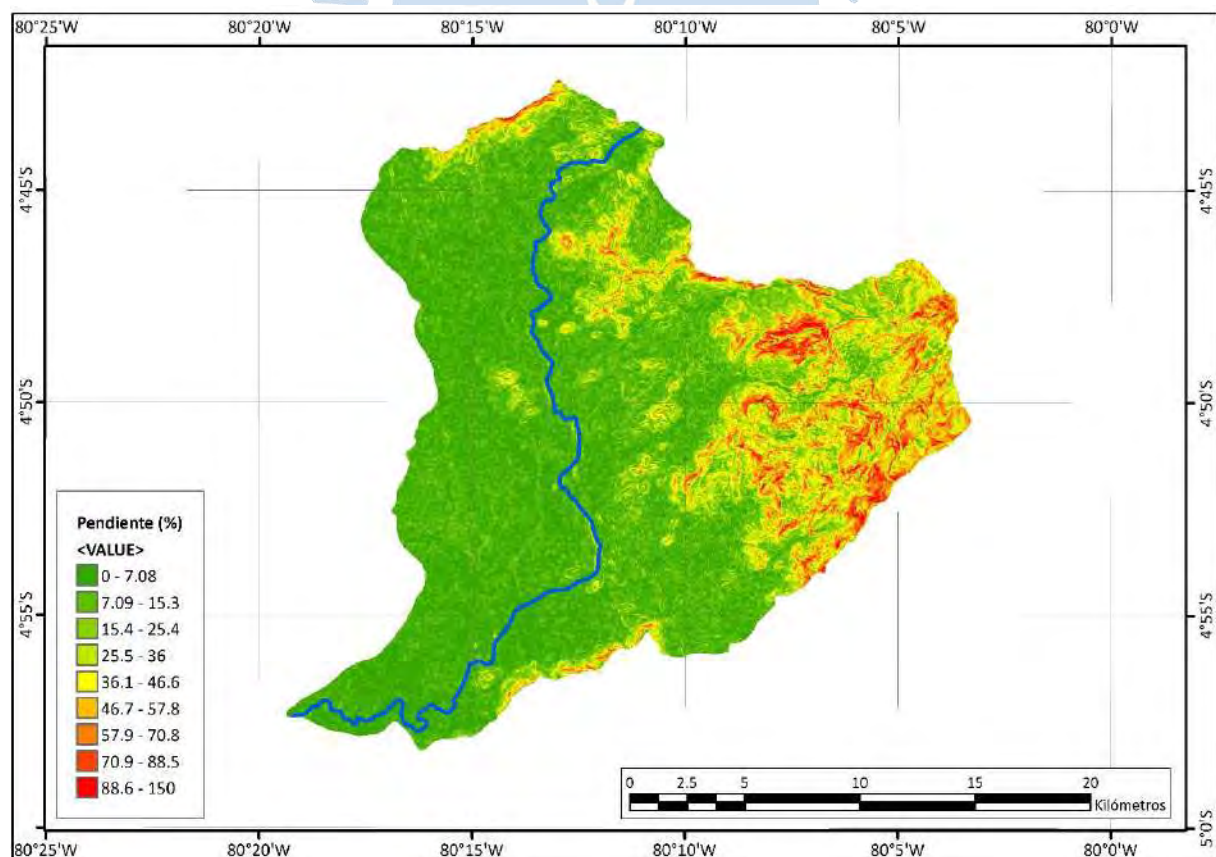 80°25'W 80°20'W 80°15'W 80°10'W 80°5'W 80°0'W
4°45'S 4°45'S
4°50'S 4°50'S
4°55'S 4°55'S
5°0'S
Pendiente (%)
<VALUE>
0 - 7.08
7.09 - 15.3
15.4 - 25.4
25.5 - 36
36.1 - 46.6
46.7 - 57.8
57.9 - 70.8
70.9 - 88.5
88.6 - 150
0 2.5 5 10 15 20
Kilómetros
80°25'W 80°20'W 80°15'W 80°10'W 80°5'W 80°0'W